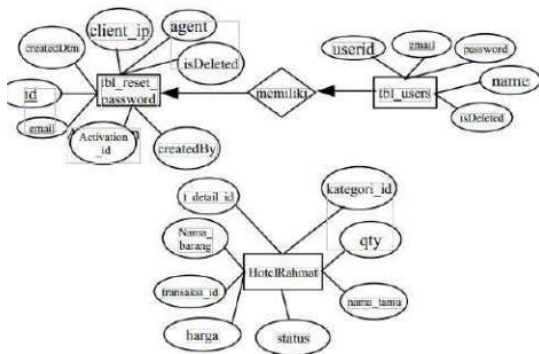 client_ip
agent
createdDtm
isDeleted
id
tbl_reset_
password
email
Activation
_id
createdBy
memiliki
userid
email
password
name
tbl_users
isDeleted
t_detail_id
kategori_id
Nama_
barang
qty
HotelRahmat
transaksi_id
nama_tamu
harga
status